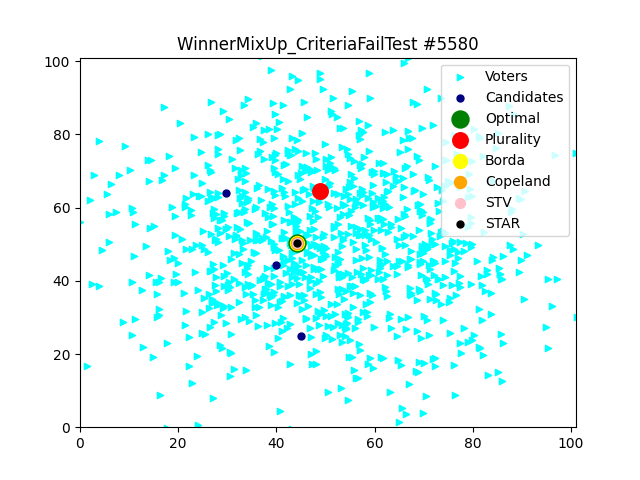 WinnerMixUp_CriteriaFailTest #5580
100
80
60
40
20
0
0
20
40
60
80
100
Voters
Candidates
Optimal
Plurality
Borda
Copeland
STV
STAR